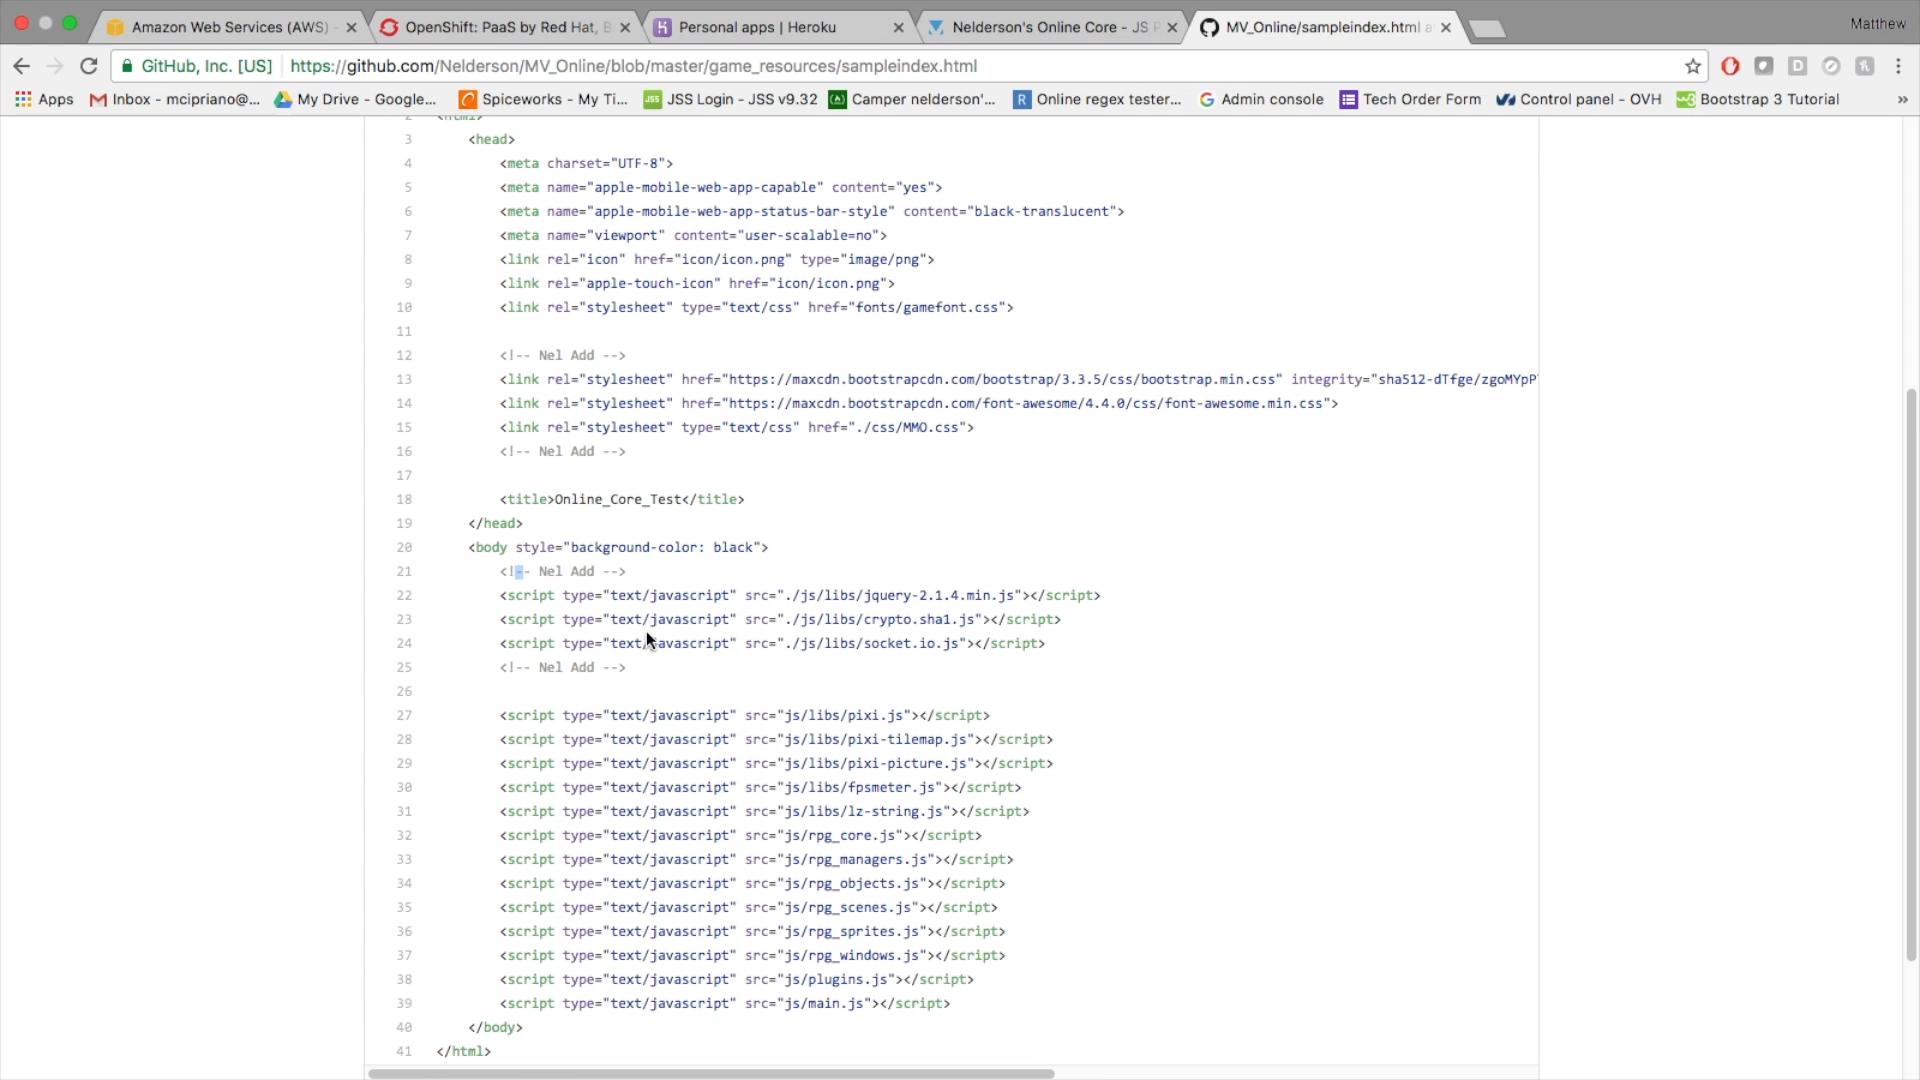 Amazon Web Services (AWS) -
OpenShift: PaaS by Red Hat, B
Personal apps | Heroku
Nelderson's Online Core - JS P
MV_Online/sampleindex.html a
Matthew
GitHub, Inc. [US] https://github.com/Nelderson/MV_Online/blob/master/game_resources/sampleindex.html
Apps Inbox - mcipriano@... My Drive - Google... Spiceworks - My Ti... JSS Login - JSS v9.32 Camper nelderson'... Online regex tester... Admin console Tech Order Form Control panel - OVH Bootstrap 3 Tutorial »
2 <html>
3 <head>
4 <meta charset="UTF-8">
5 <meta name="apple-mobile-web-app-capable" content="yes">
6 <meta name="apple-mobile-web-app-status-bar-style" content="black-translucent">
7 <meta name="viewport" content="user-scalable=no">
8 <link rel="icon" href="icon/icon.png" type="image/png">
9 <link rel="apple-touch-icon" href="icon/icon.png">
10 <link rel="stylesheet" type="text/css" href="fonts/gamefont.css">
11
12 <!-- Nel Add -->
13 <link rel="stylesheet" href="https://maxcdn.bootstrapcdn.com/bootstrap/3.3.5/css/bootstrap.min.css" integrity="sha512-dTfge/zgoMYpP
14 <link rel="stylesheet" href="https://maxcdn.bootstrapcdn.com/font-awesome/4.4.0/css/font-awesome.min.css">
15 <link rel="stylesheet" type="text/css" href="./css/MMO.css">
16 <!-- Nel Add -->
17
18 <title>Online_Core_Test</title>
19 </head>
20 <body style="background-color: black">
21 <!-- Nel Add -->
22 <script type="text/javascript" src="./js/libs/jquery-2.1.4.min.js"></script>
23 <script type="text/javascript" src="./js/libs/crypto.sha1.js"></script>
24 <script type="text/javascript" src="./js/libs/socket.io.js"></script>
25 <!-- Nel Add -->
26
27 <script type="text/javascript" src="js/libs/pixi.js"></script>
28 <script type="text/javascript" src="js/libs/pixi-tilemap.js"></script>
29 <script type="text/javascript" src="js/libs/pixi-picture.js"></script>
30 <script type="text/javascript" src="js/libs/fpsmeter.js"></script>
31 <script type="text/javascript" src="js/libs/lz-string.js"></script>
32 <script type="text/javascript" src="js/rpg_core.js"></script>
33 <script type="text/javascript" src="js/rpg_managers.js"></script>
34 <script type="text/javascript" src="js/rpg_objects.js"></script>
35 <script type="text/javascript" src="js/rpg_scenes.js"></script>
36 <script type="text/javascript" src="js/rpg_sprites.js"></script>
37 <script type="text/javascript" src="js/rpg_windows.js"></script>
38 <script type="text/javascript" src="js/plugins.js"></script>
39 <script type="text/javascript" src="js/main.js"></script>
40 </body>
41 </html>